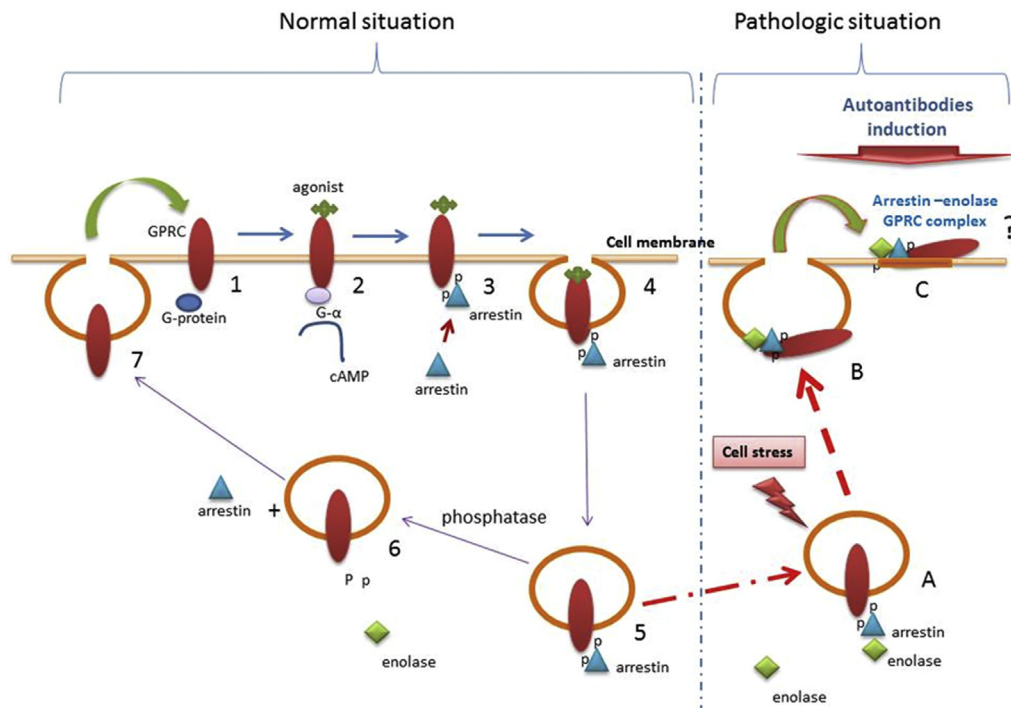 Normal situation
Pathologic situation
Autoantibodies
induction
agonist
GPRC
Arrestin –enolase
GPRC complex
?
Cell membrane
1
2
3
4
p
p
arrestin
G-protein
G-α
cAMP
arrestin
p
p
arrestin
7
p
p
C
p
p
B
Cell stress
arrestin
+
phosphatase
6
P p
enolase
5
p
p
arrestin
A
p
p
arrestin
enolase
enolase